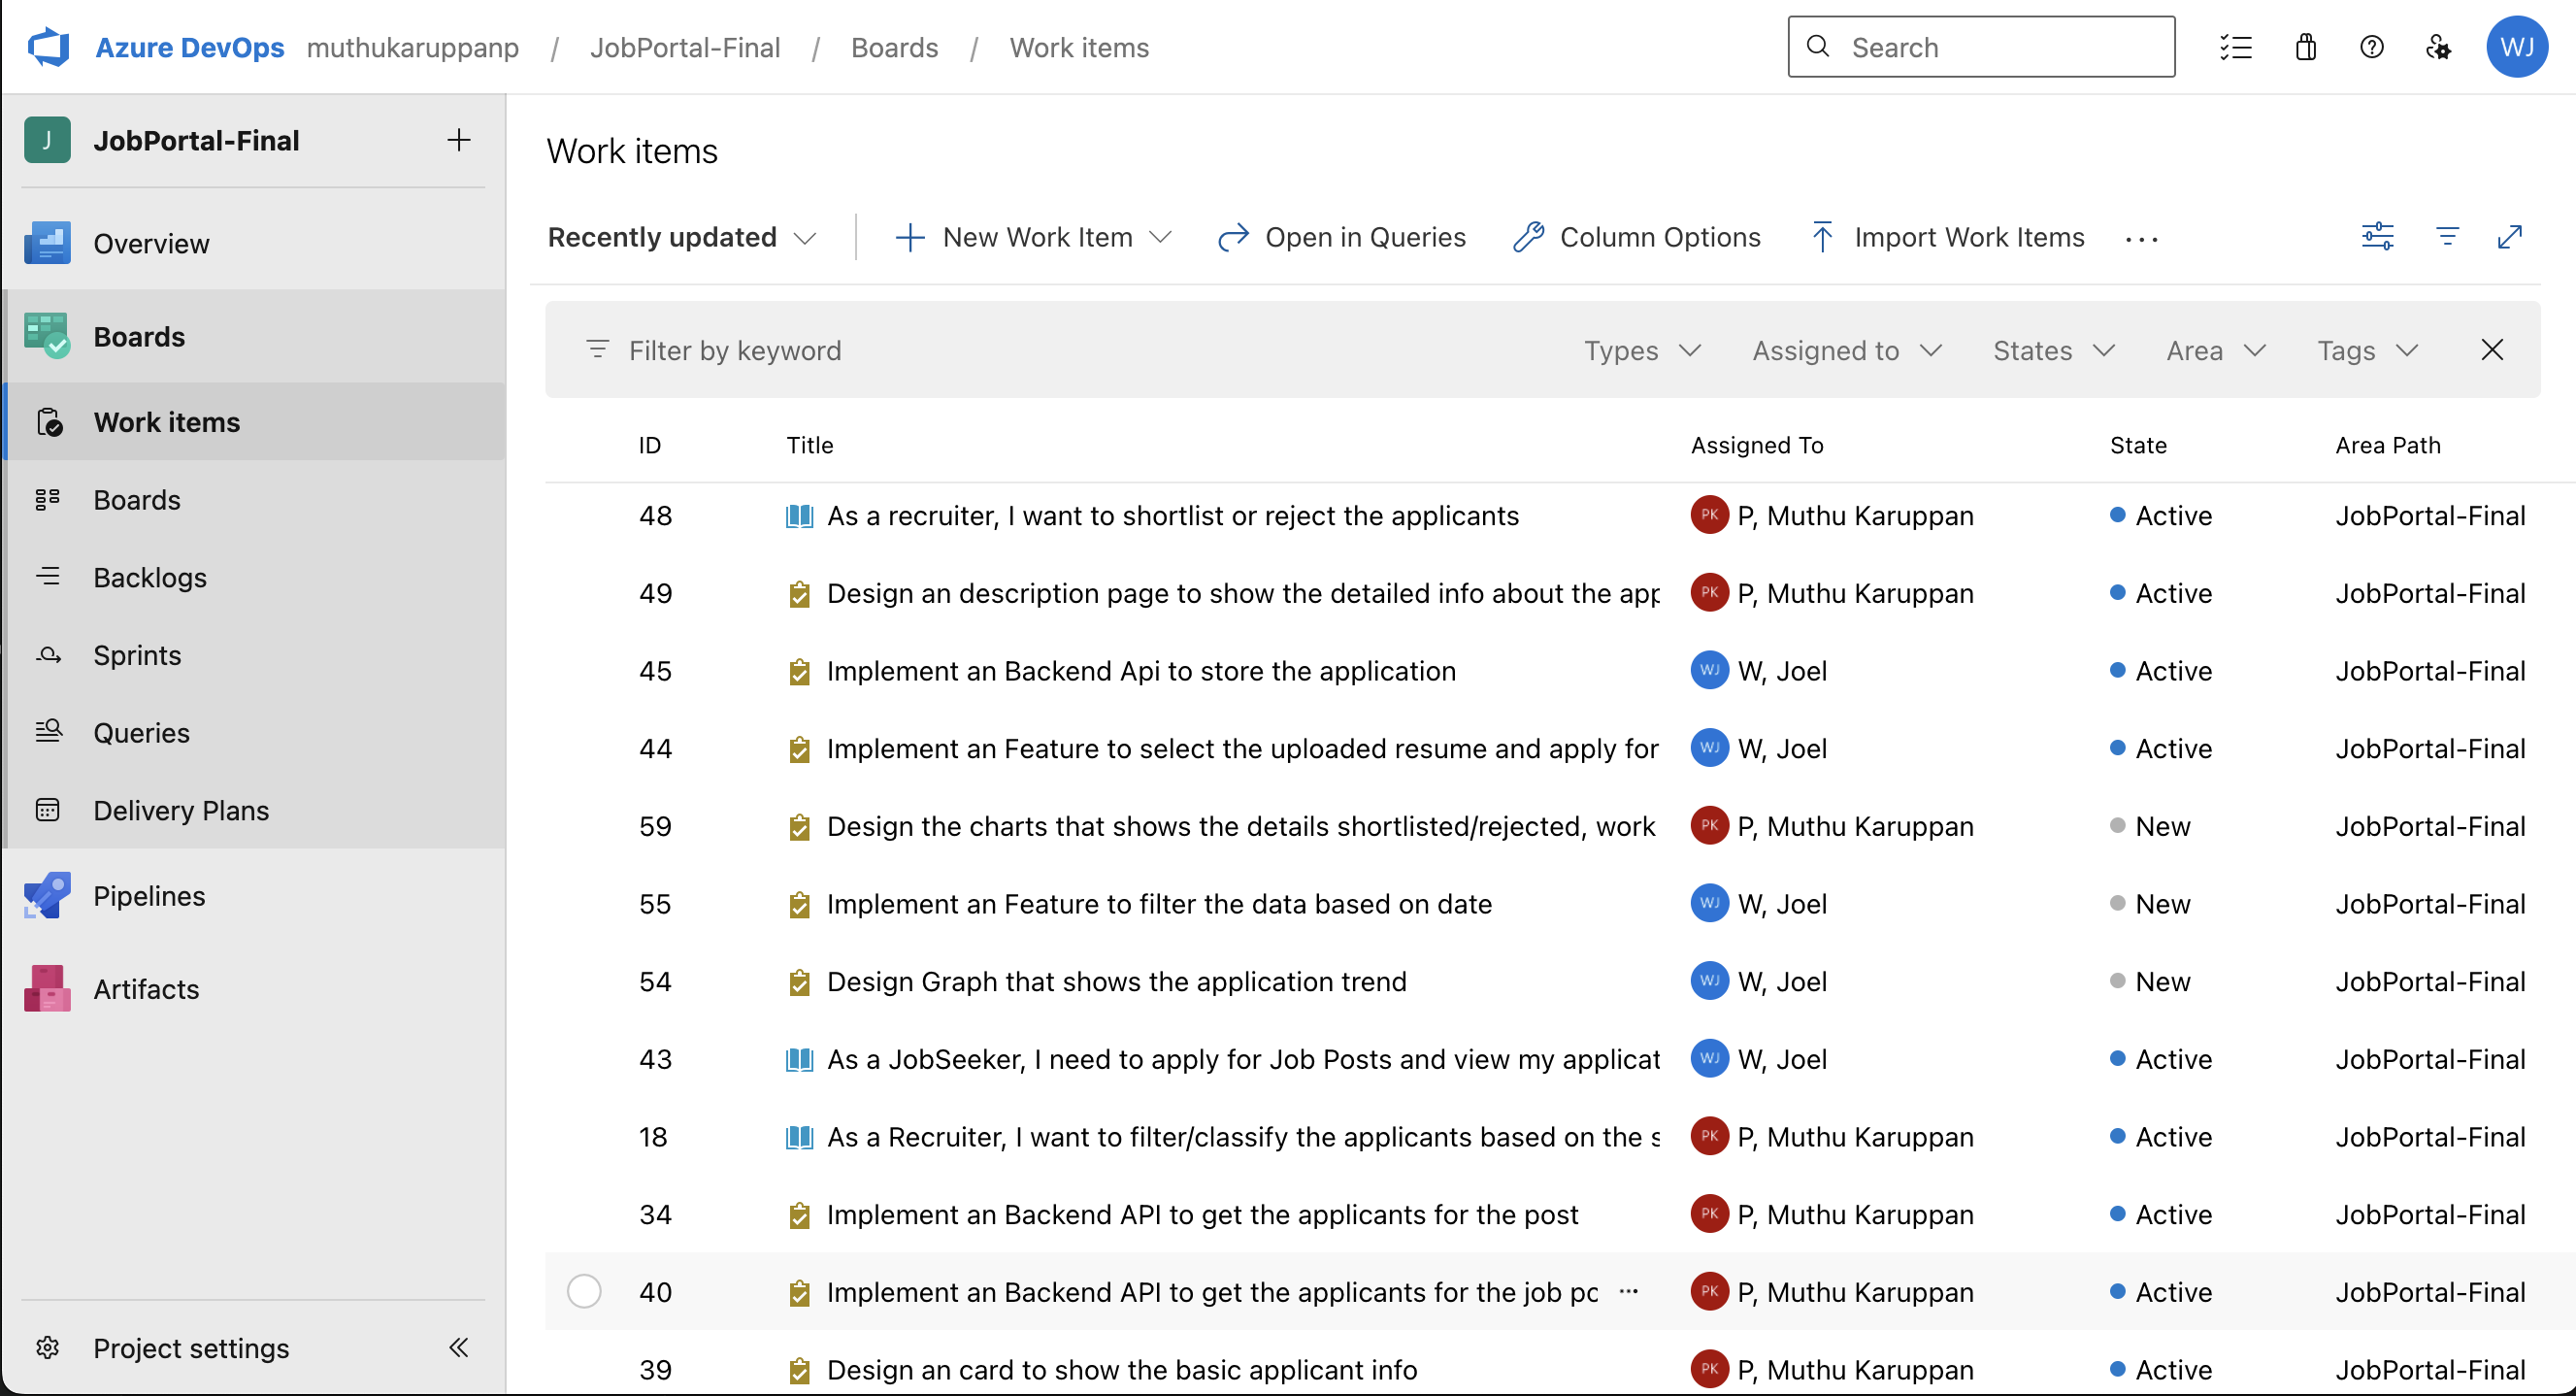 Azure DevOps muthukaruppanp / JobPortal-Final / Boards / Work items
Search
WJ
J JobPortal-Final
Overview
Boards
Work items
Boards
Backlogs
Sprints
Queries
Delivery Plans
Pipelines
Artifacts
Project settings
Work items
Recently updated New Work Item Open in Queries Column Options Import Work Items ...
Filter by keyword Types Assigned to States Area Tags
ID Title Assigned To State Area Path
48 As a recruiter, I want to shortlist or reject the applicants PK P, Muthu Karuppan Active JobPortal-Final
49 Design an description page to show the detailed info about the app PK P, Muthu Karuppan Active JobPortal-Final
45 Implement an Backend Api to store the application WJ W, Joel Active JobPortal-Final
44 Implement an Feature to select the uploaded resume and apply for WJ W, Joel Active JobPortal-Final
59 Design the charts that shows the details shortlisted/rejected, work PK P, Muthu Karuppan New JobPortal-Final
55 Implement an Feature to filter the data based on date WJ W, Joel New JobPortal-Final
54 Design Graph that shows the application trend WJ W, Joel New JobPortal-Final
43 As a JobSeeker, I need to apply for Job Posts and view my applicat WJ W, Joel Active JobPortal-Final
18 As a Recruiter, I want to filter/classify the applicants based on the s PK P, Muthu Karuppan Active JobPortal-Final
34 Implement an Backend API to get the applicants for the post PK P, Muthu Karuppan Active JobPortal-Final
40 Implement an Backend API to get the applicants for the job po ... PK P, Muthu Karuppan Active JobPortal-Final
39 Design an card to show the basic applicant info PK P, Muthu Karuppan Active JobPortal-Final